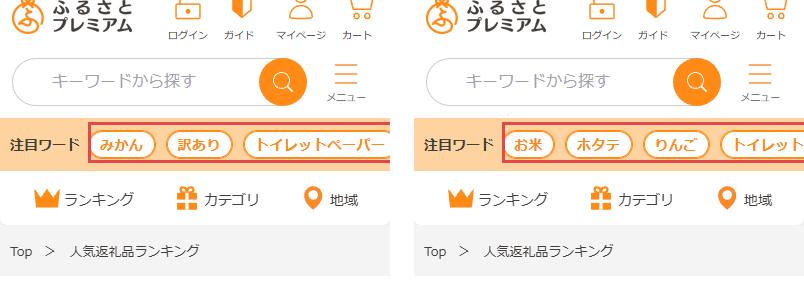 ふるさと
プレミアム
ログイン ガイド マイページ カート
キーワードから探す
メニュー
注目ワード みかん 訳あり トイレットペーパー
ランキング カテゴリ 地域
Top > 人気返礼品ランキング
ふるさと
プレミアム
ログイン ガイド マイページ カート
キーワードから探す
メニュー
注目ワード お米 ホタテ りんご トイレット
ランキング カテゴリ 地域
Top > 人気返礼品ランキング